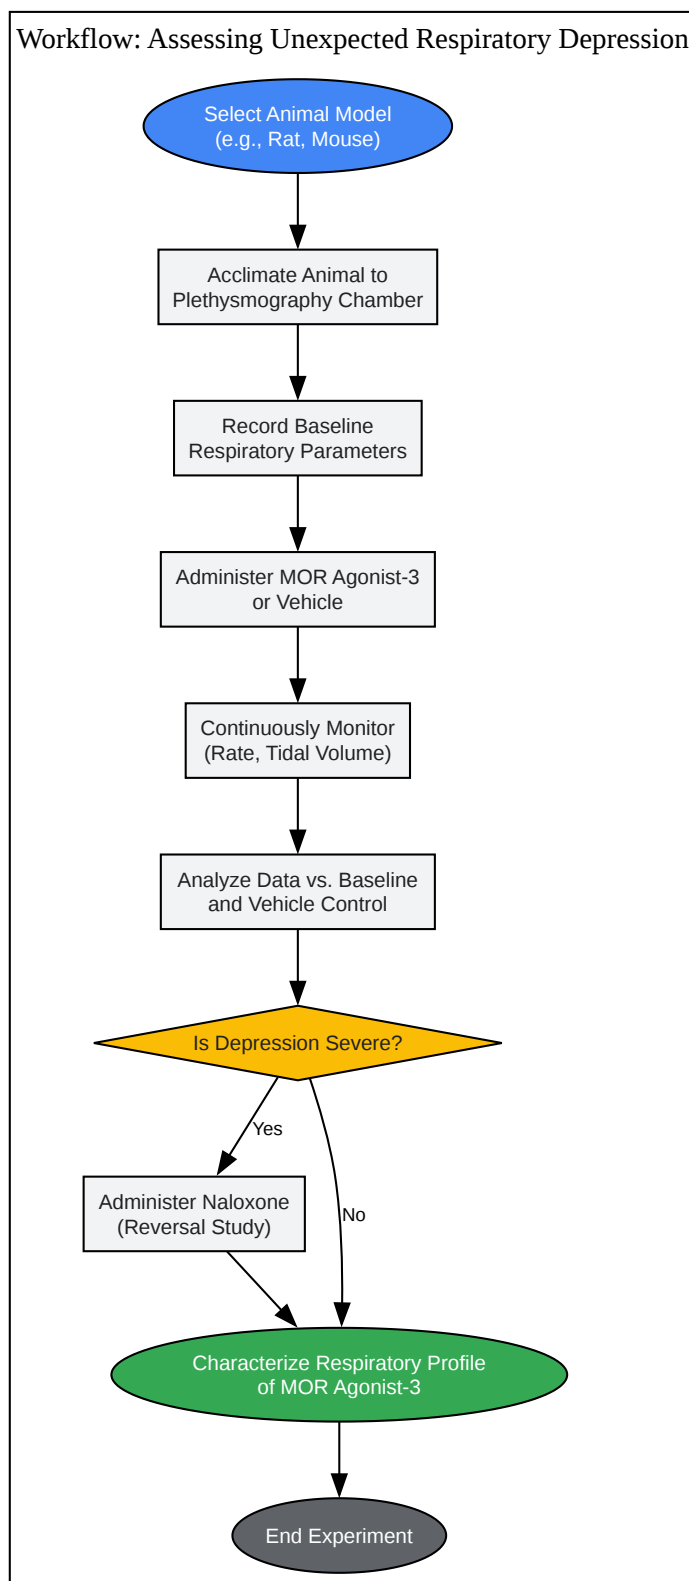 Workflow: Assessing Unexpected Respiratory Depression
Select Animal Model
(e.g., Rat, Mouse)
Acclimate Animal to
Plethysmography Chamber
Record Baseline
Respiratory Parameters
Administer MOR Agonist-3
or Vehicle
Continuously Monitor
(Rate, Tidal Volume)
Analyze Data vs. Baseline
and Vehicle Control
Is Depression Severe?
Yes
Administer Naloxone
(Reversal Study)
No
Characterize Respiratory Profile
of MOR Agonist-3
End Experiment